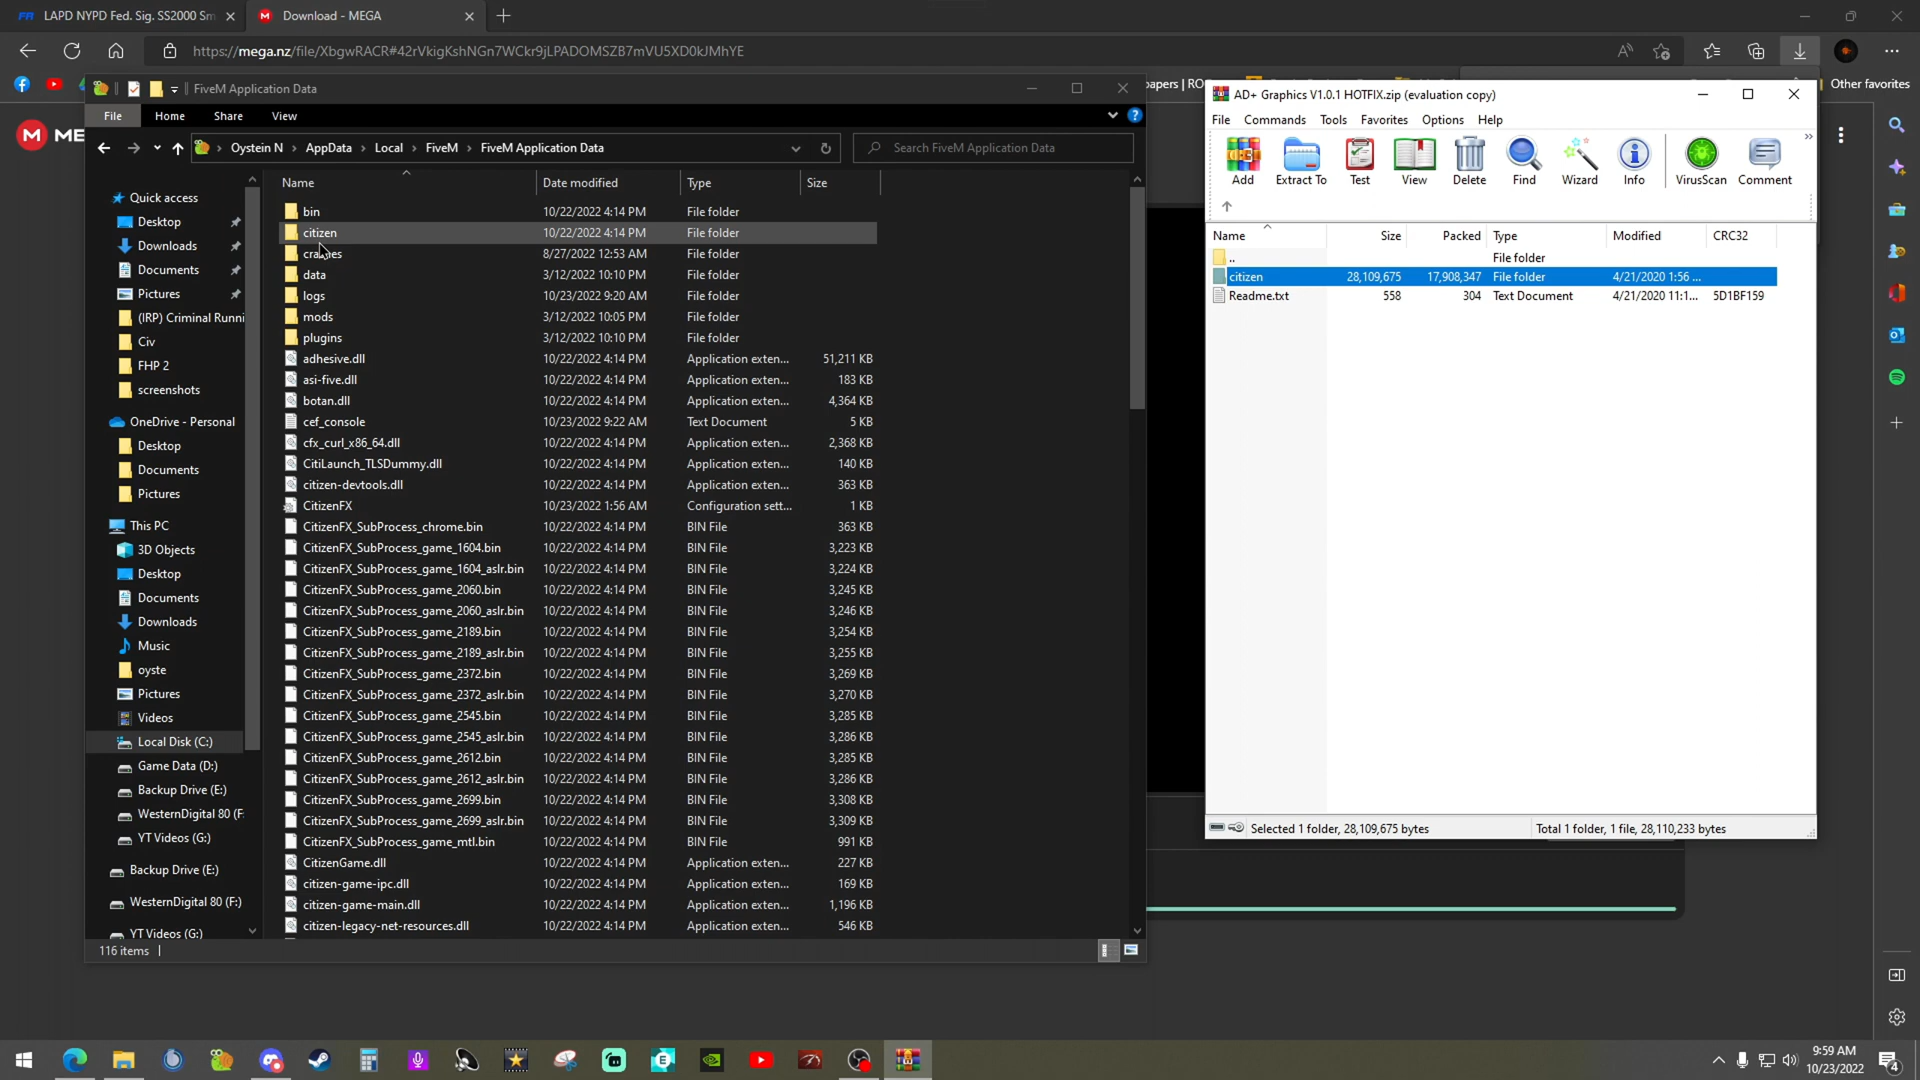 LAPD NYPD Fed. Sig. SS2000 Sm
Download - MEGA
https://mega.nz/file/XbgwRACR#42rVkigKshNGn7WCkr9jLPADOMSZB7mVU5XD0kJMhYE
Other favorites
FiveM Application Data
papers | RO
File
Home
Share
View
Oystein N
AppData
Local
FiveM
FiveM Application Data
Search FiveM Application Data
Name
Date modified
Type
Size
Quick access
Desktop
Downloads
Documents
Pictures
(IRP) Criminal Runni
Civ
FHP 2
screenshots
OneDrive - Personal
Desktop
Documents
Pictures
This PC
3D Objects
Desktop
Documents
Downloads
Music
oyste
Pictures
Videos
Local Disk (C:)
Game Data (D:)
Backup Drive (E:)
WesternDigital 80 (F:
YT Videos (G:)
Backup Drive (E:)
WesternDigital 80 (F:)
YT Videos (G:)
bin 10/22/2022 4:14 PM File folder
citizen 10/22/2022 4:14 PM File folder
crashes 8/27/2022 12:53 AM File folder
data 3/12/2022 10:10 PM File folder
logs 10/23/2022 9:20 AM File folder
mods 3/12/2022 10:05 PM File folder
plugins 3/12/2022 10:10 PM File folder
adhesive.dll 10/22/2022 4:14 PM Application exten... 51,211 KB
asi-five.dll 10/22/2022 4:14 PM Application exten... 183 KB
botan.dll 10/22/2022 4:14 PM Application exten... 4,364 KB
cef_console 10/23/2022 9:22 AM Text Document 5 KB
cfx_curl_x86_64.dll 10/22/2022 4:14 PM Application exten... 2,368 KB
CitiLaunch_TLSDummy.dll 10/22/2022 4:14 PM Application exten... 140 KB
citizen-devtools.dll 10/22/2022 4:14 PM Application exten... 363 KB
CitizenFX 10/23/2022 1:56 AM Configuration sett... 1 KB
CitizenFX_SubProcess_chrome.bin 10/22/2022 4:14 PM BIN File 363 KB
CitizenFX_SubProcess_game_1604.bin 10/22/2022 4:14 PM BIN File 3,223 KB
CitizenFX_SubProcess_game_1604_aslr.bin 10/22/2022 4:14 PM BIN File 3,224 KB
CitizenFX_SubProcess_game_2060.bin 10/22/2022 4:14 PM BIN File 3,245 KB
CitizenFX_SubProcess_game_2060_aslr.bin 10/22/2022 4:14 PM BIN File 3,246 KB
CitizenFX_SubProcess_game_2189.bin 10/22/2022 4:14 PM BIN File 3,254 KB
CitizenFX_SubProcess_game_2189_aslr.bin 10/22/2022 4:14 PM BIN File 3,255 KB
CitizenFX_SubProcess_game_2372.bin 10/22/2022 4:14 PM BIN File 3,269 KB
CitizenFX_SubProcess_game_2372_aslr.bin 10/22/2022 4:14 PM BIN File 3,270 KB
CitizenFX_SubProcess_game_2545.bin 10/22/2022 4:14 PM BIN File 3,285 KB
CitizenFX_SubProcess_game_2545_aslr.bin 10/22/2022 4:14 PM BIN File 3,286 KB
CitizenFX_SubProcess_game_2612.bin 10/22/2022 4:14 PM BIN File 3,285 KB
CitizenFX_SubProcess_game_2612_aslr.bin 10/22/2022 4:14 PM BIN File 3,286 KB
CitizenFX_SubProcess_game_2699.bin 10/22/2022 4:14 PM BIN File 3,308 KB
CitizenFX_SubProcess_game_2699_aslr.bin 10/22/2022 4:14 PM BIN File 3,309 KB
CitizenFX_SubProcess_game_mtl.bin 10/22/2022 4:14 PM BIN File 991 KB
CitizenGame.dll 10/22/2022 4:14 PM Application exten... 227 KB
citizen-game-ipc.dll 10/22/2022 4:14 PM Application exten... 169 KB
citizen-game-main.dll 10/22/2022 4:14 PM Application exten... 1,196 KB
citizen-legacy-net-resources.dll 10/22/2022 4:14 PM Application exten... 546 KB
116 items
ME
AD+ Graphics V1.0.1 HOTFIX.zip (evaluation copy)
File Commands Tools Favorites Options Help
Add Extract To Test View Delete Find Wizard Info VirusScan Comment
Name Size Packed Type Modified CRC32
.. File folder
citizen 28,109,675 17,908,347 File folder 4/21/2020 1:56 ...
Readme.txt 558 304 Text Document 4/21/2020 11:1... 5D1BF159
Selected 1 folder, 28,109,675 bytes
Total 1 folder, 1 file, 28,110,233 bytes
9:59 AM
10/23/2022
4